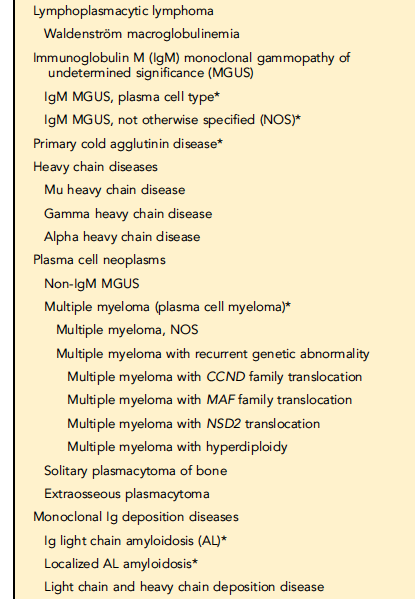 Lymphoplasmacytic lymphoma
Waldenström macroglobulinemia
Immunoglobulin M (IgM) monoclonal gammopathy of
undetermined significance (MGUS)
IgM MGUS, plasma cell type*
IgM MGUS, not otherwise specified (NOS)*
Primary cold agglutinin disease*
Heavy chain diseases
Mu heavy chain disease
Gamma heavy chain disease
Alpha heavy chain disease
Plasma cell neoplasms
Non-IgM MGUS
Multiple myeloma (plasma cell myeloma)*
Multiple myeloma, NOS
Multiple myeloma with recurrent genetic abnormality
Multiple myeloma with CCND family translocation
Multiple myeloma with MAF family translocation
Multiple myeloma with NSD2 translocation
Multiple myeloma with hyperdiploidy
Solitary plasmacytoma of bone
Extraosseous plasmacytoma
Monoclonal Ig deposition diseases
Ig light chain amyloidosis (AL)*
Localized AL amyloidosis*
Light chain and heavy chain deposition disease